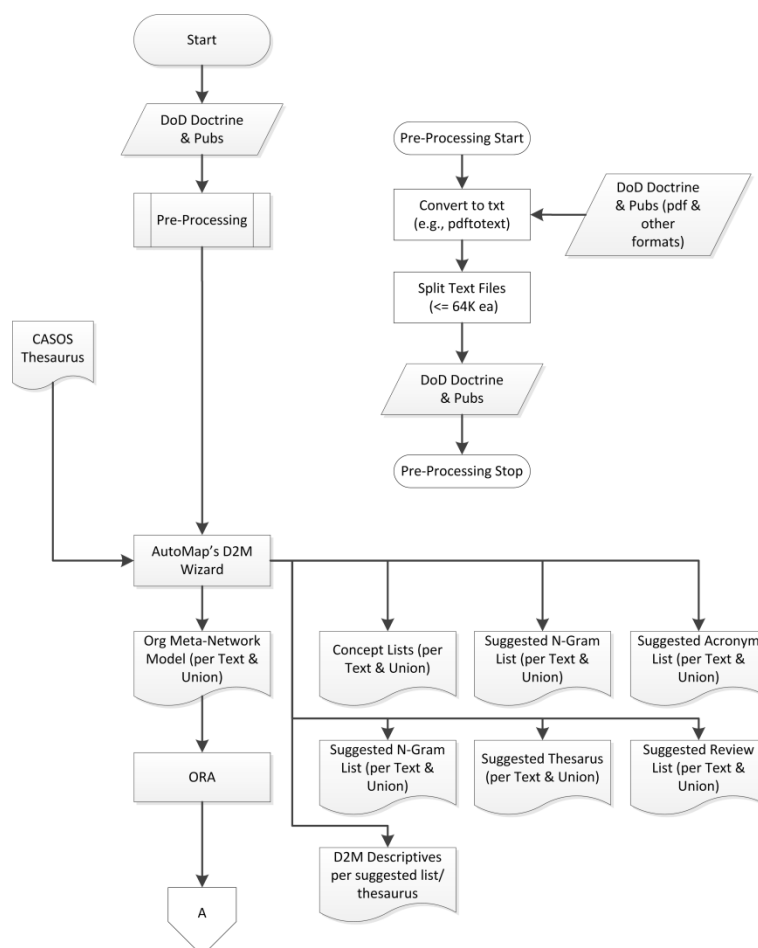 Start
DoD Doctrine
& Pubs
Pre-Processing
CASOS
Thesaurus
AutoMap's D2M
Wizard
Org Meta-Network
Model (per Text &
Union)
ORA
A
Pre-Processing Start
Convert to txt
(e.g., pdftotext)
DoD Doctrine
& Pubs (pdf &
other
formats)
Split Text Files
(<= 64K ea)
DoD Doctrine
& Pubs
Pre-Processing Stop
Concept Lists (per
Text & Union)
Suggested N-Gram
List (per Text &
Union)
Suggested Acronym
List (per Text &
Union)
Suggested N-Gram
List (per Text &
Union)
Suggested Thesarus
(per Text & Union)
Suggested Review
List (per Text &
Union)
D2M Descriptives
per suggested list/
thesaurus